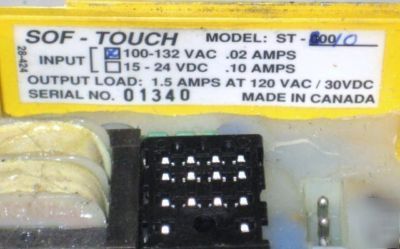 SOF - TOUCH MODEL: ST -
28-424
INPUT 100-132 VAC .02 AMPS
15 - 24 VDC .10 AMPS
OUTPUT LOAD: 1.5 AMPS AT 120 VAC / 30VDC
SERIAL NO. 01340 MADE IN CANADA